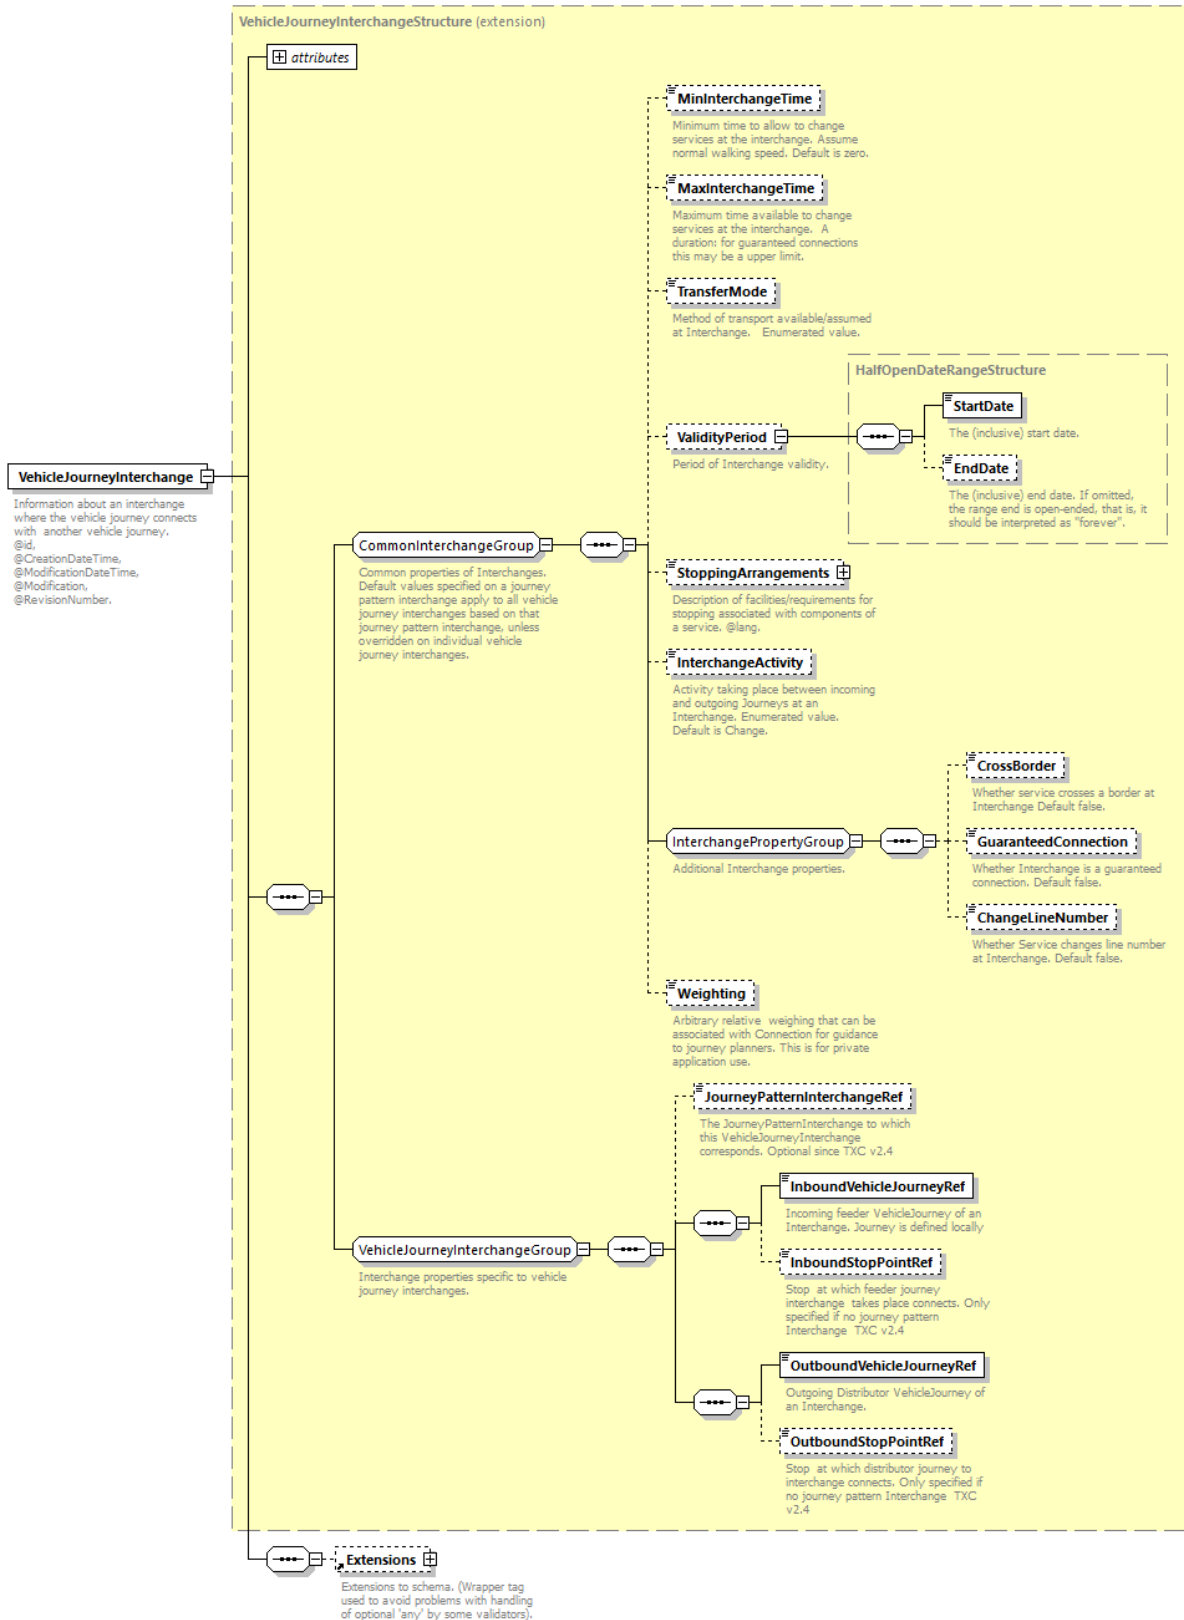 VehicleJourneyInterchangeStructure (extension)
attributes
MinInterchangeTime
Minimum time to allow to change
services at the interchange. Assume
normal walking speed. Default is zero.
MaxInterchangeTime
Maximum time available to change
services at the interchange.  A
duration: for guaranteed connections
this may be a upper limit.
TransferMode
Method of transport available/assumed
at Interchange.   Enumerated value.
HalfOpenDateRangeStructure
StartDate
The (inclusive) start date.
ValidityPeriod
Period of Interchange validity.
EndDate
The (inclusive) end date. If omitted,
the range end is open-ended, that is, it
should be interpreted as "forever".
VehicleJourneyInterchange
Information about an interchange
where the vehicle journey connects
with  another vehicle journey.
@id,
@CreationDateTime,
@ModificationDateTime,
@Modification,
@RevisionNumber.
CommonInterchangeGroup
Common properties of Interchanges.
Default values specified on a journey
pattern interchange apply to all vehicle
journey interchanges based on that
journey pattern interchange, unless
overridden on individual vehicle
journey interchanges.
StoppingArrangements
Description of facilities/requirements for
stopping associated with components of
a service. @lang.
InterchangeActivity
Activity taking place between incoming
and outgoing Journeys at an
Interchange. Enumerated value.
Default is Change.
CrossBorder
Whether service crosses a border at
Interchange Default false.
InterchangePropertyGroup
Additional Interchange properties.
GuaranteedConnection
Whether Interchange is a guaranteed
connection. Default false.
ChangeLineNumber
Whether Service changes line number
at Interchange. Default false.
Weighting
Arbitrary relative  weighing that can be
associated with Connection for guidance
to journey planners. This is for private
application use.
JourneyPatternInterchangeRef
The JourneyPatternInterchange to which
this VehicleJourneyInterchange
corresponds. Optional since TXC v2.4
InboundVehicleJourneyRef
Incoming feeder VehicleJourney of an
Interchange. Journey is defined locally
VehicleJourneyInterchangeGroup
Interchange properties specific to vehicle
journey interchanges.
InboundStopPointRef
Stop  at which feeder journey
interchange  takes place connects. Only
specified if no journey pattern
Interchange  TXC v2.4
OutboundVehicleJourneyRef
Outgoing Distributor VehicleJourney of
an Interchange.
OutboundStopPointRef
Stop  at which distributor journey to
interchange connects. Only specified if
no journey pattern Interchange  TXC
v2.4
Extensions
Extensions to schema. (Wrapper tag
used to avoid problems with handling
of optional 'any' by some validators).